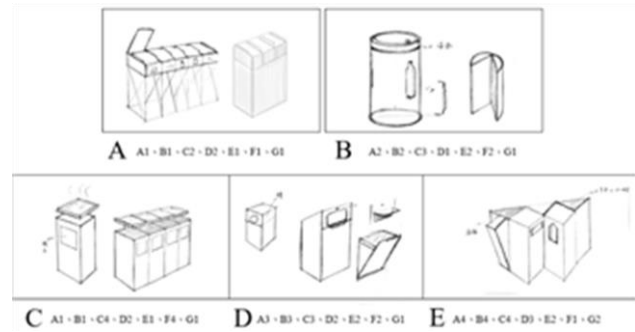 A A1、B1、C2、D2、E1、F1、G1
B A2、B2、C3、D1、E2、F2、G1
C A1、B1、C4、D2、E1、F4、G1
D A3、B3、C3、D2、E2、F2、G1
E A4、B4、C4、D3、E2、F1、G2